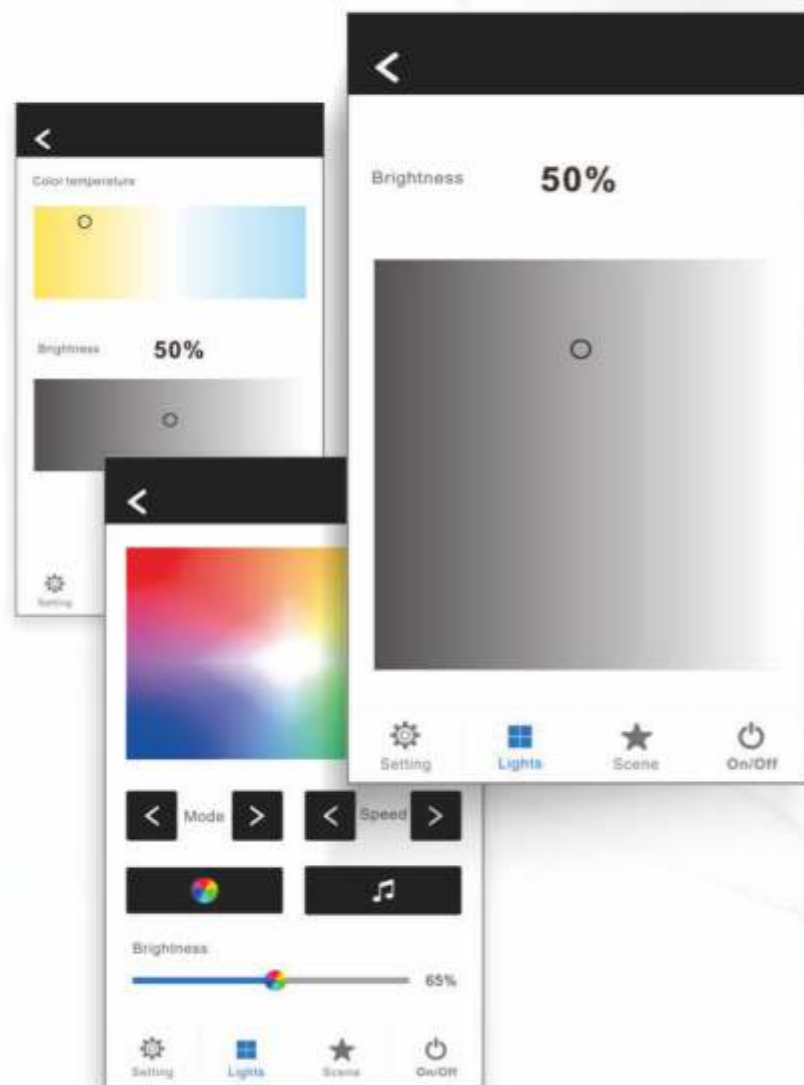 Color temperature
Brightness 50%
Setting
Brightness 50%
Setting Lights Scene On/Off
Mode Speed
Brightness
65%
Setting Lights Scene On/Off